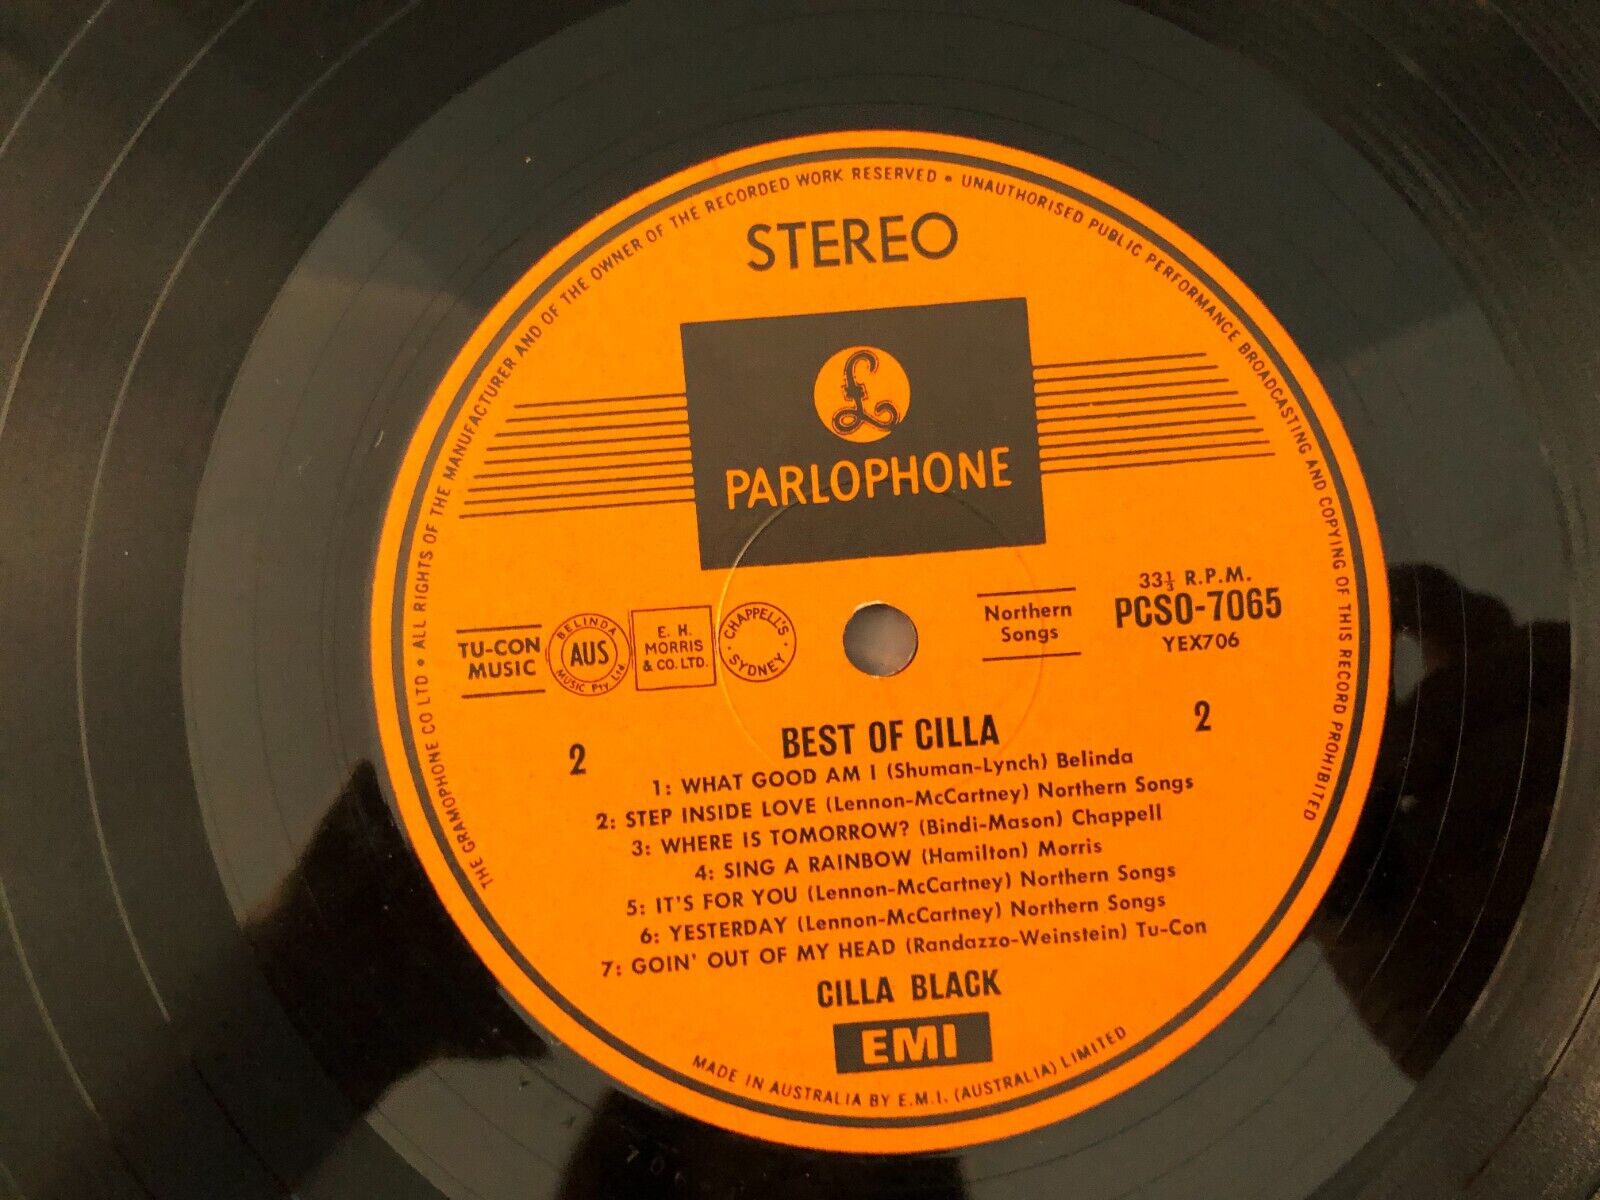 THE GRAMOPHONE CO LTD • ALL RIGHTS OF THE MANUFACTURER AND OF THE OWNER OF THE RECORDED WORK RESERVED • UNAUTHORISED PUBLIC PERFORMANCE BROADCASTING AND COPYING OF THIS RECORD PROHIBITED
STEREO
£
PARLOPHONE
33⅓ R.P.M.
PCSO-7065
YEX706
Northern
Songs
TU-CON
MUSIC
BELINDA
AUS
MUSIC Pty Ltd.
E. H.
MORRIS
& CO. LTD.
CHAPPELL'S
SYDNEY
2
2
BEST OF CILLA
1: WHAT GOOD AM I (Shuman-Lynch) Belinda
2: STEP INSIDE LOVE (Lennon-McCartney) Northern Songs
3: WHERE IS TOMORROW? (Bindi-Mason) Chappell
4: SING A RAINBOW (Hamilton) Morris
5: IT'S FOR YOU (Lennon-McCartney) Northern Songs
6: YESTERDAY (Lennon-McCartney) Northern Songs
7: GOIN' OUT OF MY HEAD (Randazzo-Weinstein) Tu-Con
CILLA BLACK
EMI
MADE IN AUSTRALIA BY E.M.I. (AUSTRALIA) LIMITED